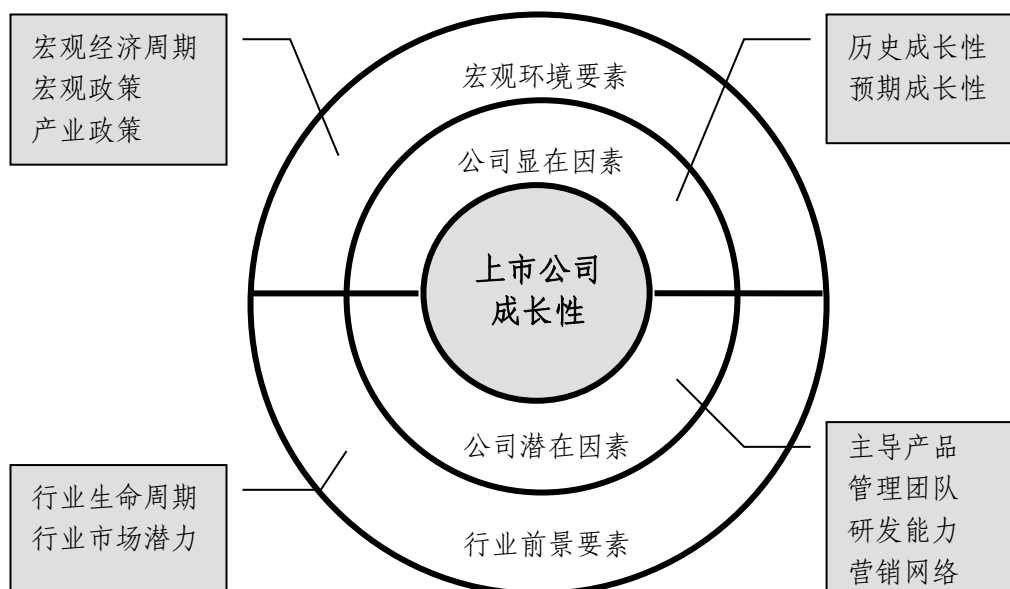 宏观经济周期
宏观政策
产业政策
宏观环境要素
历史成长性
预期成长性
公司显在因素
上市公司
成长性
公司潜在因素
行业生命周期
行业市场潜力
行业前景要素
主导产品
管理团队
研发能力
营销网络